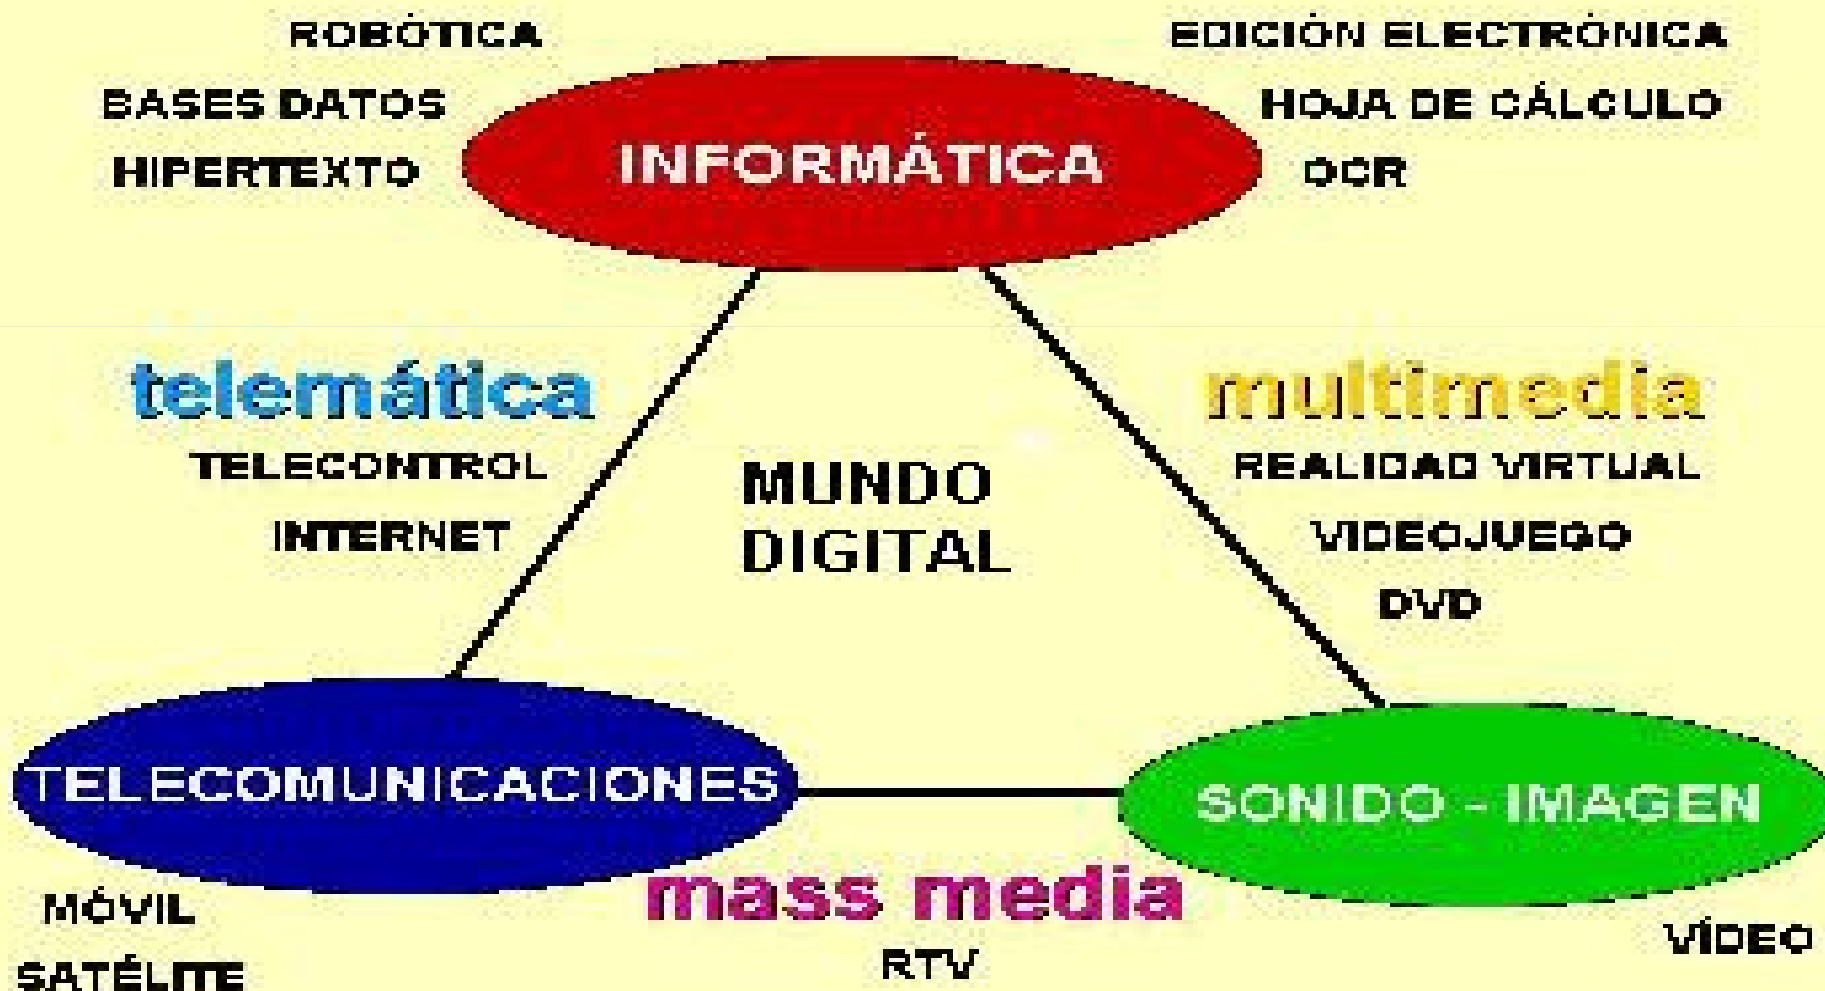 ROBÓTICA
EDICIÓN ELECTRÓNICA
BASES DATOS
HOJA DE CÁLCULO
HIPERTEXTO
INFORMÁTICA
OCR
telemática
multimedia
TELECONTROL
REALIDAD VIRTUAL
MUNDO
DIGITAL
INTERNET
VIDEOJUEGO
DVD
TELECOMUNICACIONES
SONIDO - IMAGEN
mass media
MÓVIL
VÍDEO
RTV
SATÉLITE